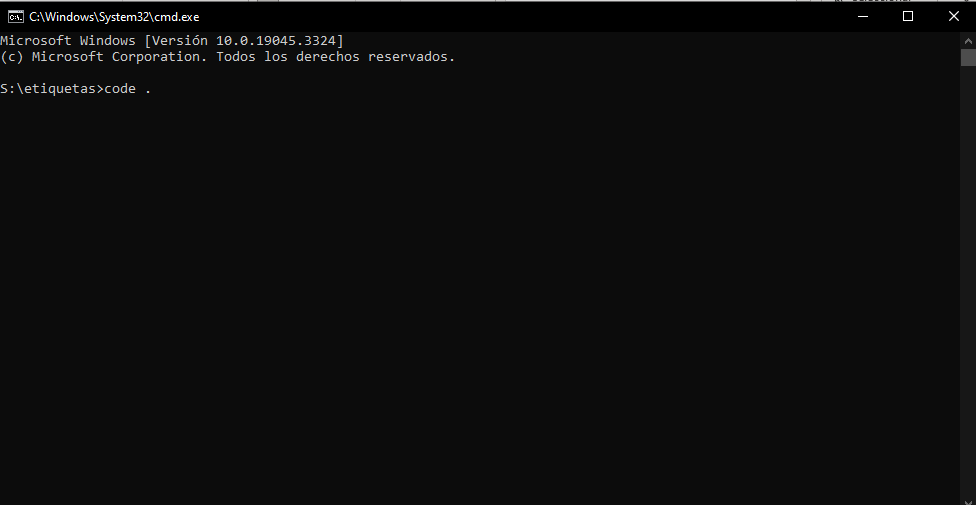 C:\Windows\System32\cmd.exe
Microsoft Windows [Versión 10.0.19045.3324]
(c) Microsoft Corporation. Todos los derechos reservados.
S:\etiquetas>code .